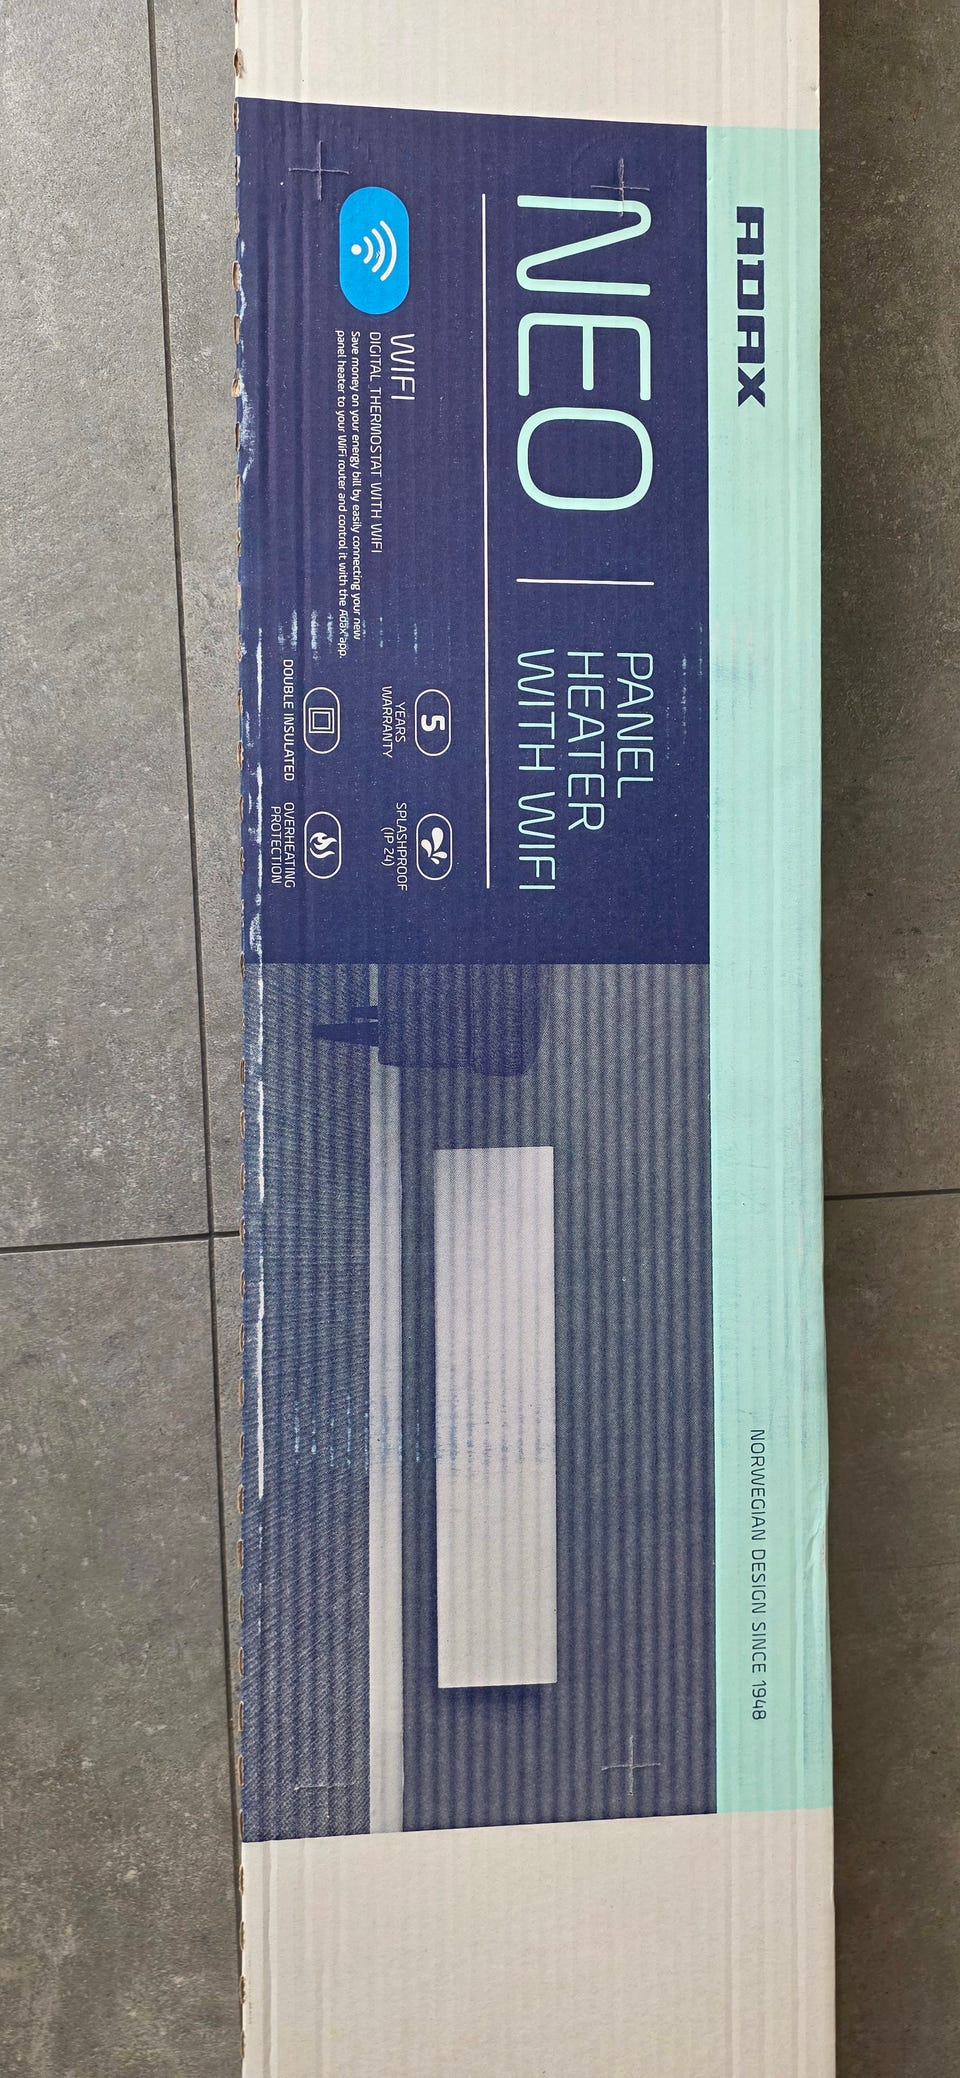 ADAX
NORWEGIAN DESIGN SINCE 1948
NEO
PANEL
HEATER
WITH WIFI
WIFI
DIGITAL THERMOSTAT WITH WIFI
Save money on your energy bill by easily connecting your new
panel heater to your WiFi router and control it with the Adax app.
5
YEARS
WARRANTY
SPLASHPROOF
(IP 24)
DOUBLE INSULATED
OVERHEATING
PROTECTION